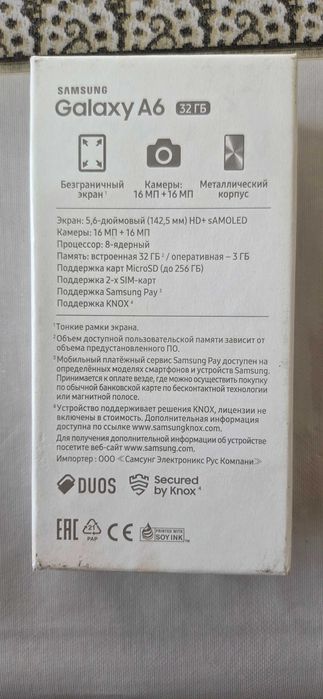 SAMSUNG
Galaxy A6 32 ГБ
Безграничный экран¹
Камеры: 16 МП + 16 МП
Металлический корпус
Экран: 5,6-дюймовый (142,5 мм) HD+ sAMOLED
Камеры: 16 МП + 16 МП
Процессор: 8-ядерный
Память: встроенная 32 ГБ² / оперативная – 3 ГБ
Поддержка карт MicroSD (до 256 ГБ)
Поддержка 2-х SIM-карт
Поддержка Samsung Pay³
Поддержка KNOX⁴
¹Тонкие рамки экрана.
²Объем доступной пользовательской памяти зависит от
объема предустановленного ПО.
³Мобильный платёжный сервис Samsung Pay доступен на
определённых моделях смартфонов и устройств Samsung.
Принимается к оплате везде, где можно осуществить покупку
по обычной банковской карте по бесконтактной технологии
или магнитной полосе.
⁴Устройство поддерживает решения KNOX, лицензии не
включены в стоимость. Дополнительная информация
доступна по ссылке www.samsungknox.com.
Для получения дополнительной информации об устройстве
посетите веб-сайт www.samsung.com.
Импортер : ООО «Самсунг Электроникс Рус Компани»
DUOS
Secured by Knox⁴
EAC
21
PAP
CE
PRINTED WITH
SOY INK